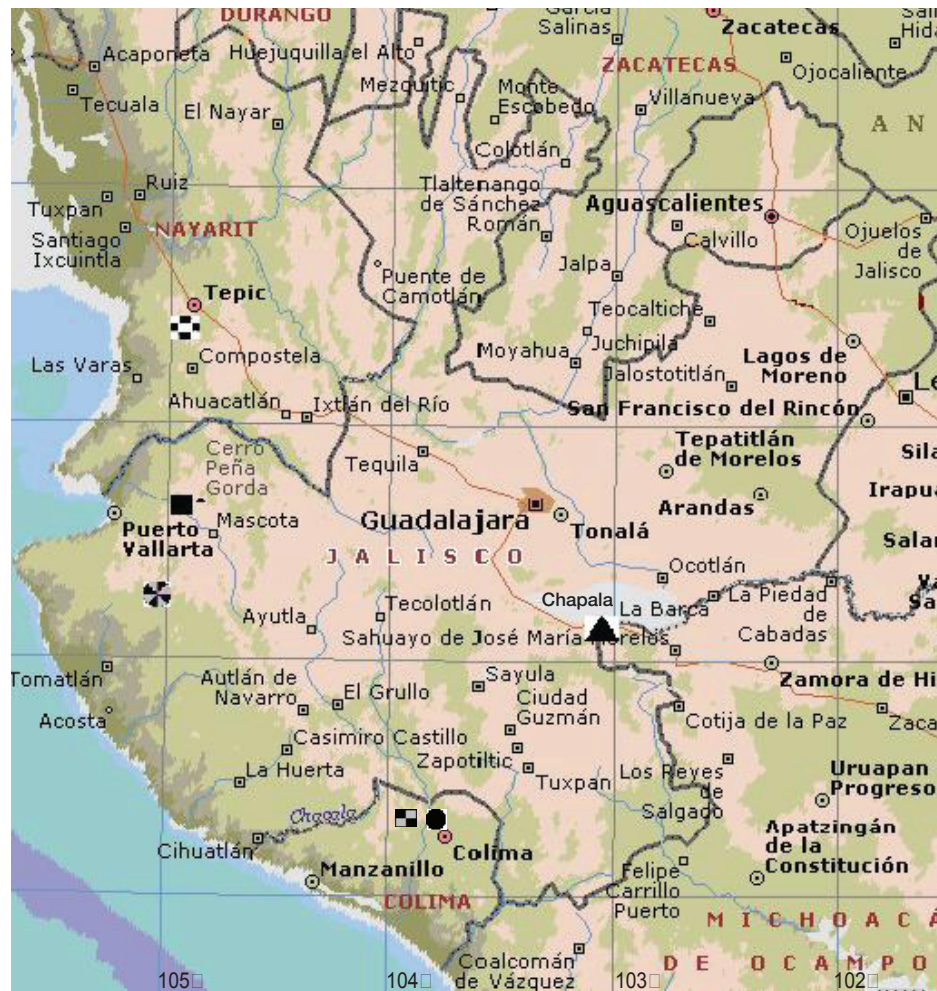 DURANGO
García
Salinas
Zacatecas
Acaponeta
Huejuquilla el Alto
ZACATECAS
Ojocaliente
Tecuala
Mezquitic
Monte
Escobedo
Villanueva
El Nayar
A N
Colotlán
Ruiz
Tlaltenango
de Sánchez
Román
Aguascalientes
Tuxpan
NAYARIT
Calvillo
Ojuelos
de
Jalisco
Santiago
Ixcuintla
Jalpa
Puente de
Camotlán
Tepic
Teocaltiche
Juchipila
Moyahua
Lagos de
Moreno
Las Varas
Compostela
Jalostotitlán
Ahuacatlán
Ixtlán del Río
San Francisco del Rincón
Cerro
Peña
Gorda
Tequila
Tepatitlán
de Morelos
Arandas
Guadalajara
Mascota
Puerto
Vallarta
Tonalá
JALISCO
Ocotlán
Chapala
La Barca
La Piedad
de
Cabadas
Tecolotlán
Ayutla
Sahuayo de José María Morelos
Tomatlán
Autlán de
Navarro
El Grullo
Sayula
Ciudad
Guzmán
Zamora de Hi
Acosta
Cotija de la Paz
Zaca
Casimiro Castillo
Zapotiltic
La Huerta
Tuxpan
Los Reyes
de
Salgado
Uruapan
Progreso
Chacala
Cihuatlán
Colima
Apatzingán
de la
Constitución
Manzanillo
Felipe
Carrillo
Puerto
COLIMA
MICHOACÁ
DE OCAMPO
Coalcomán
de Vázquez
105
104
103
102